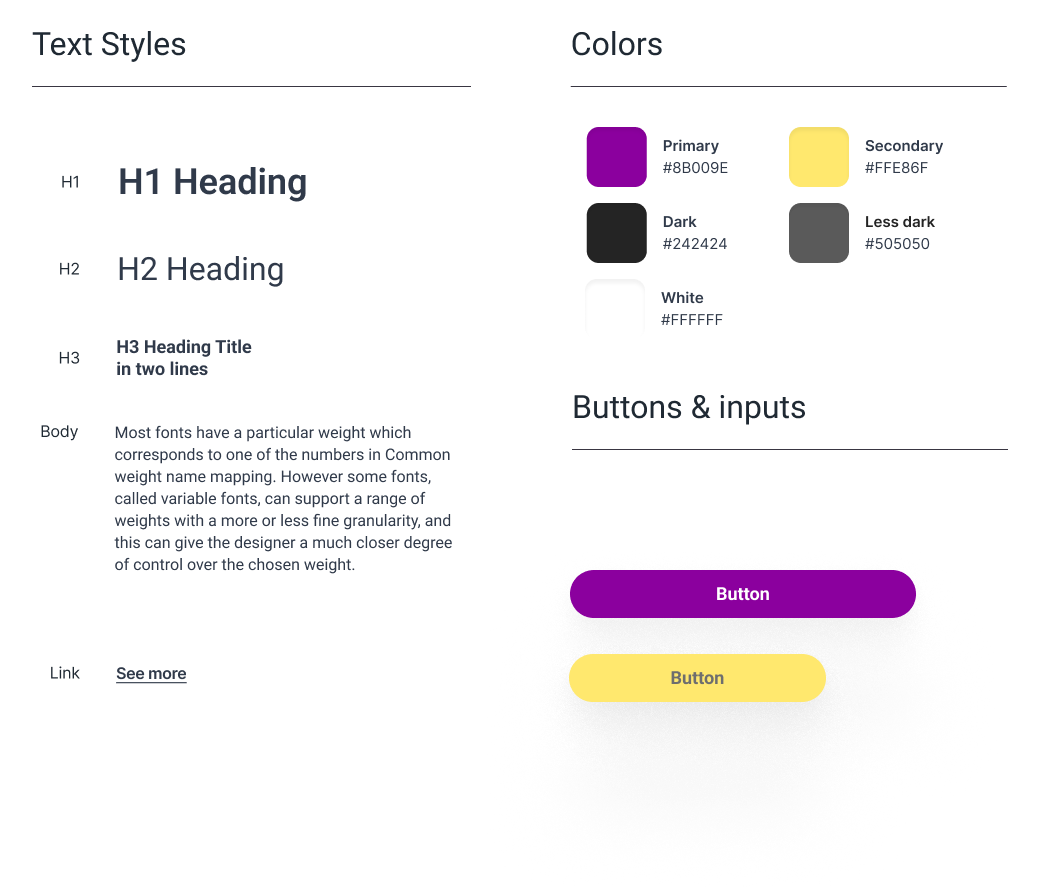 Text Styles
H1
H1 Heading
H2
H2 Heading
H3
H3 Heading Title
in two lines
Body
Most fonts have a particular weight which
corresponds to one of the numbers in Common
weight name mapping. However some fonts,
called variable fonts, can support a range of
weights with a more or less fine granularity, and
this can give the designer a much closer degree
of control over the chosen weight.
Link
See more
Colors
Primary
#8B009E
Secondary
#FFE86F
Dark
#242424
Less dark
#505050
White
#FFFFFF
Buttons & inputs
Button
Button